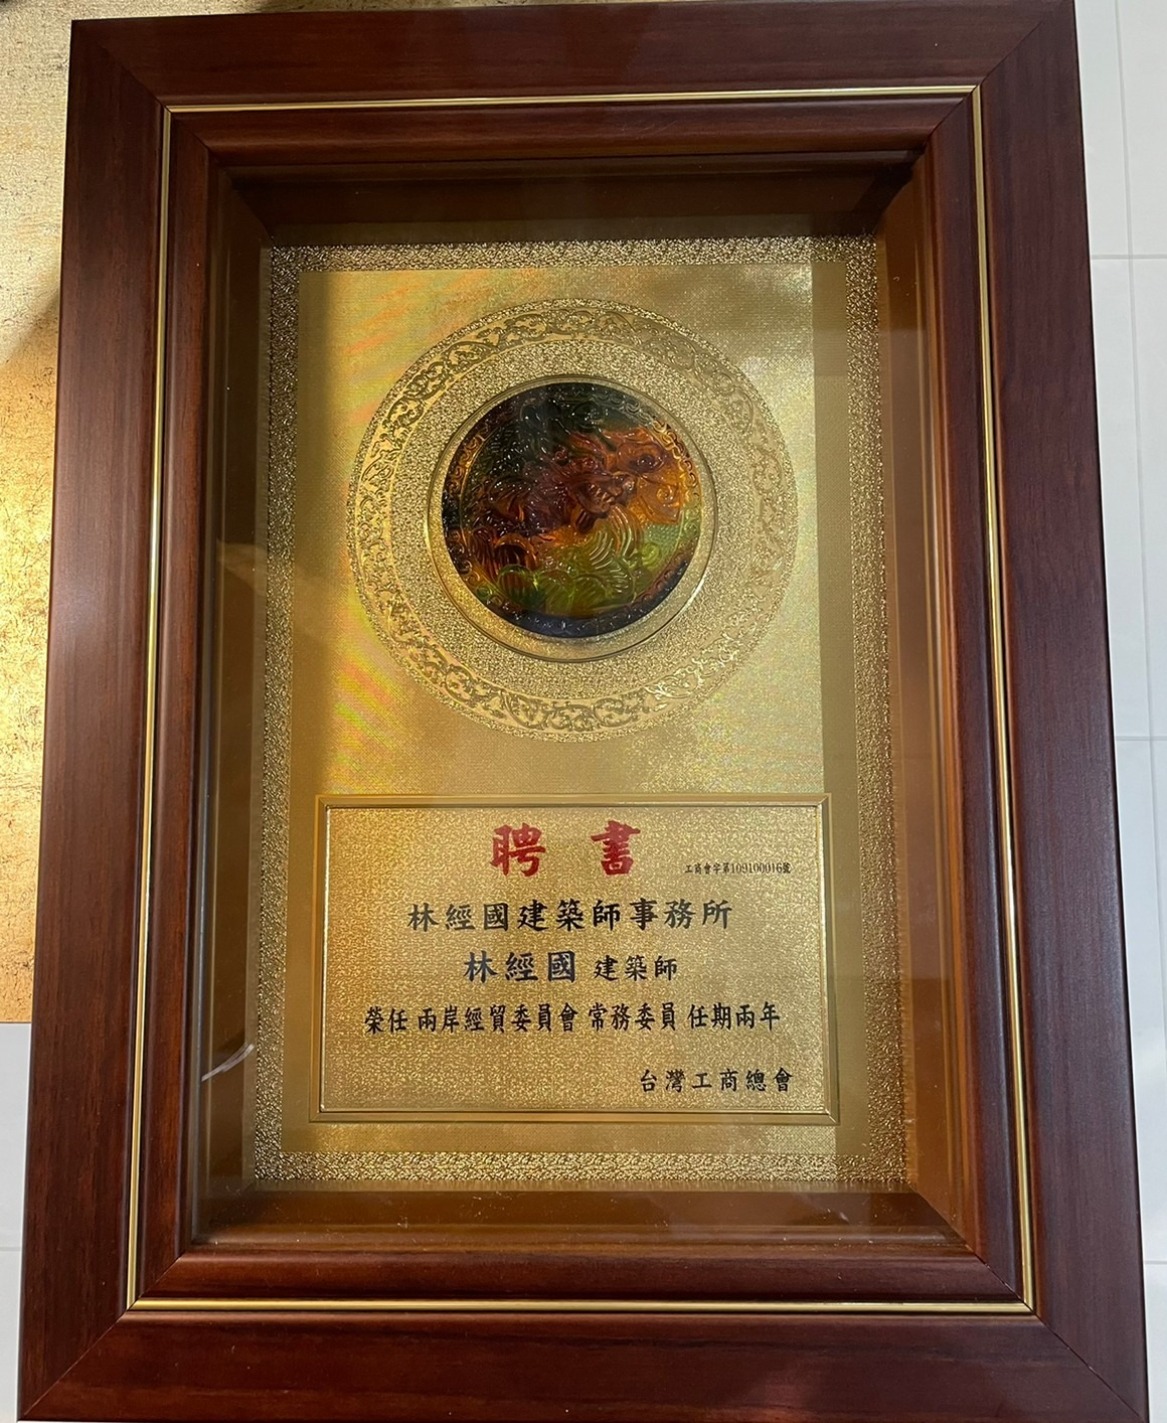 聘書
工商會字第109100016號
林經國建築師事務所
林經國 建築師
榮任 兩岸經貿委員會 常務委員 任期兩年
台灣工商總會